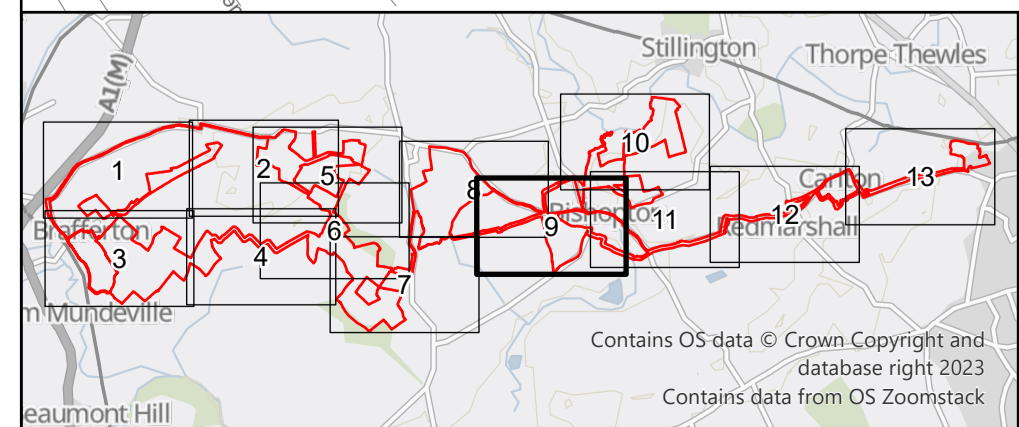 Stillington
Thorpe Thewles
A1(M)
1
2
5
10
8
Carlton
13
Brafferton
6
9
11
12
Redmarshall
3
4
7
m Mundeville
Contains OS data © Crown Copyright and
database right 2023
Contains data from OS Zoomstack
eaumont Hill